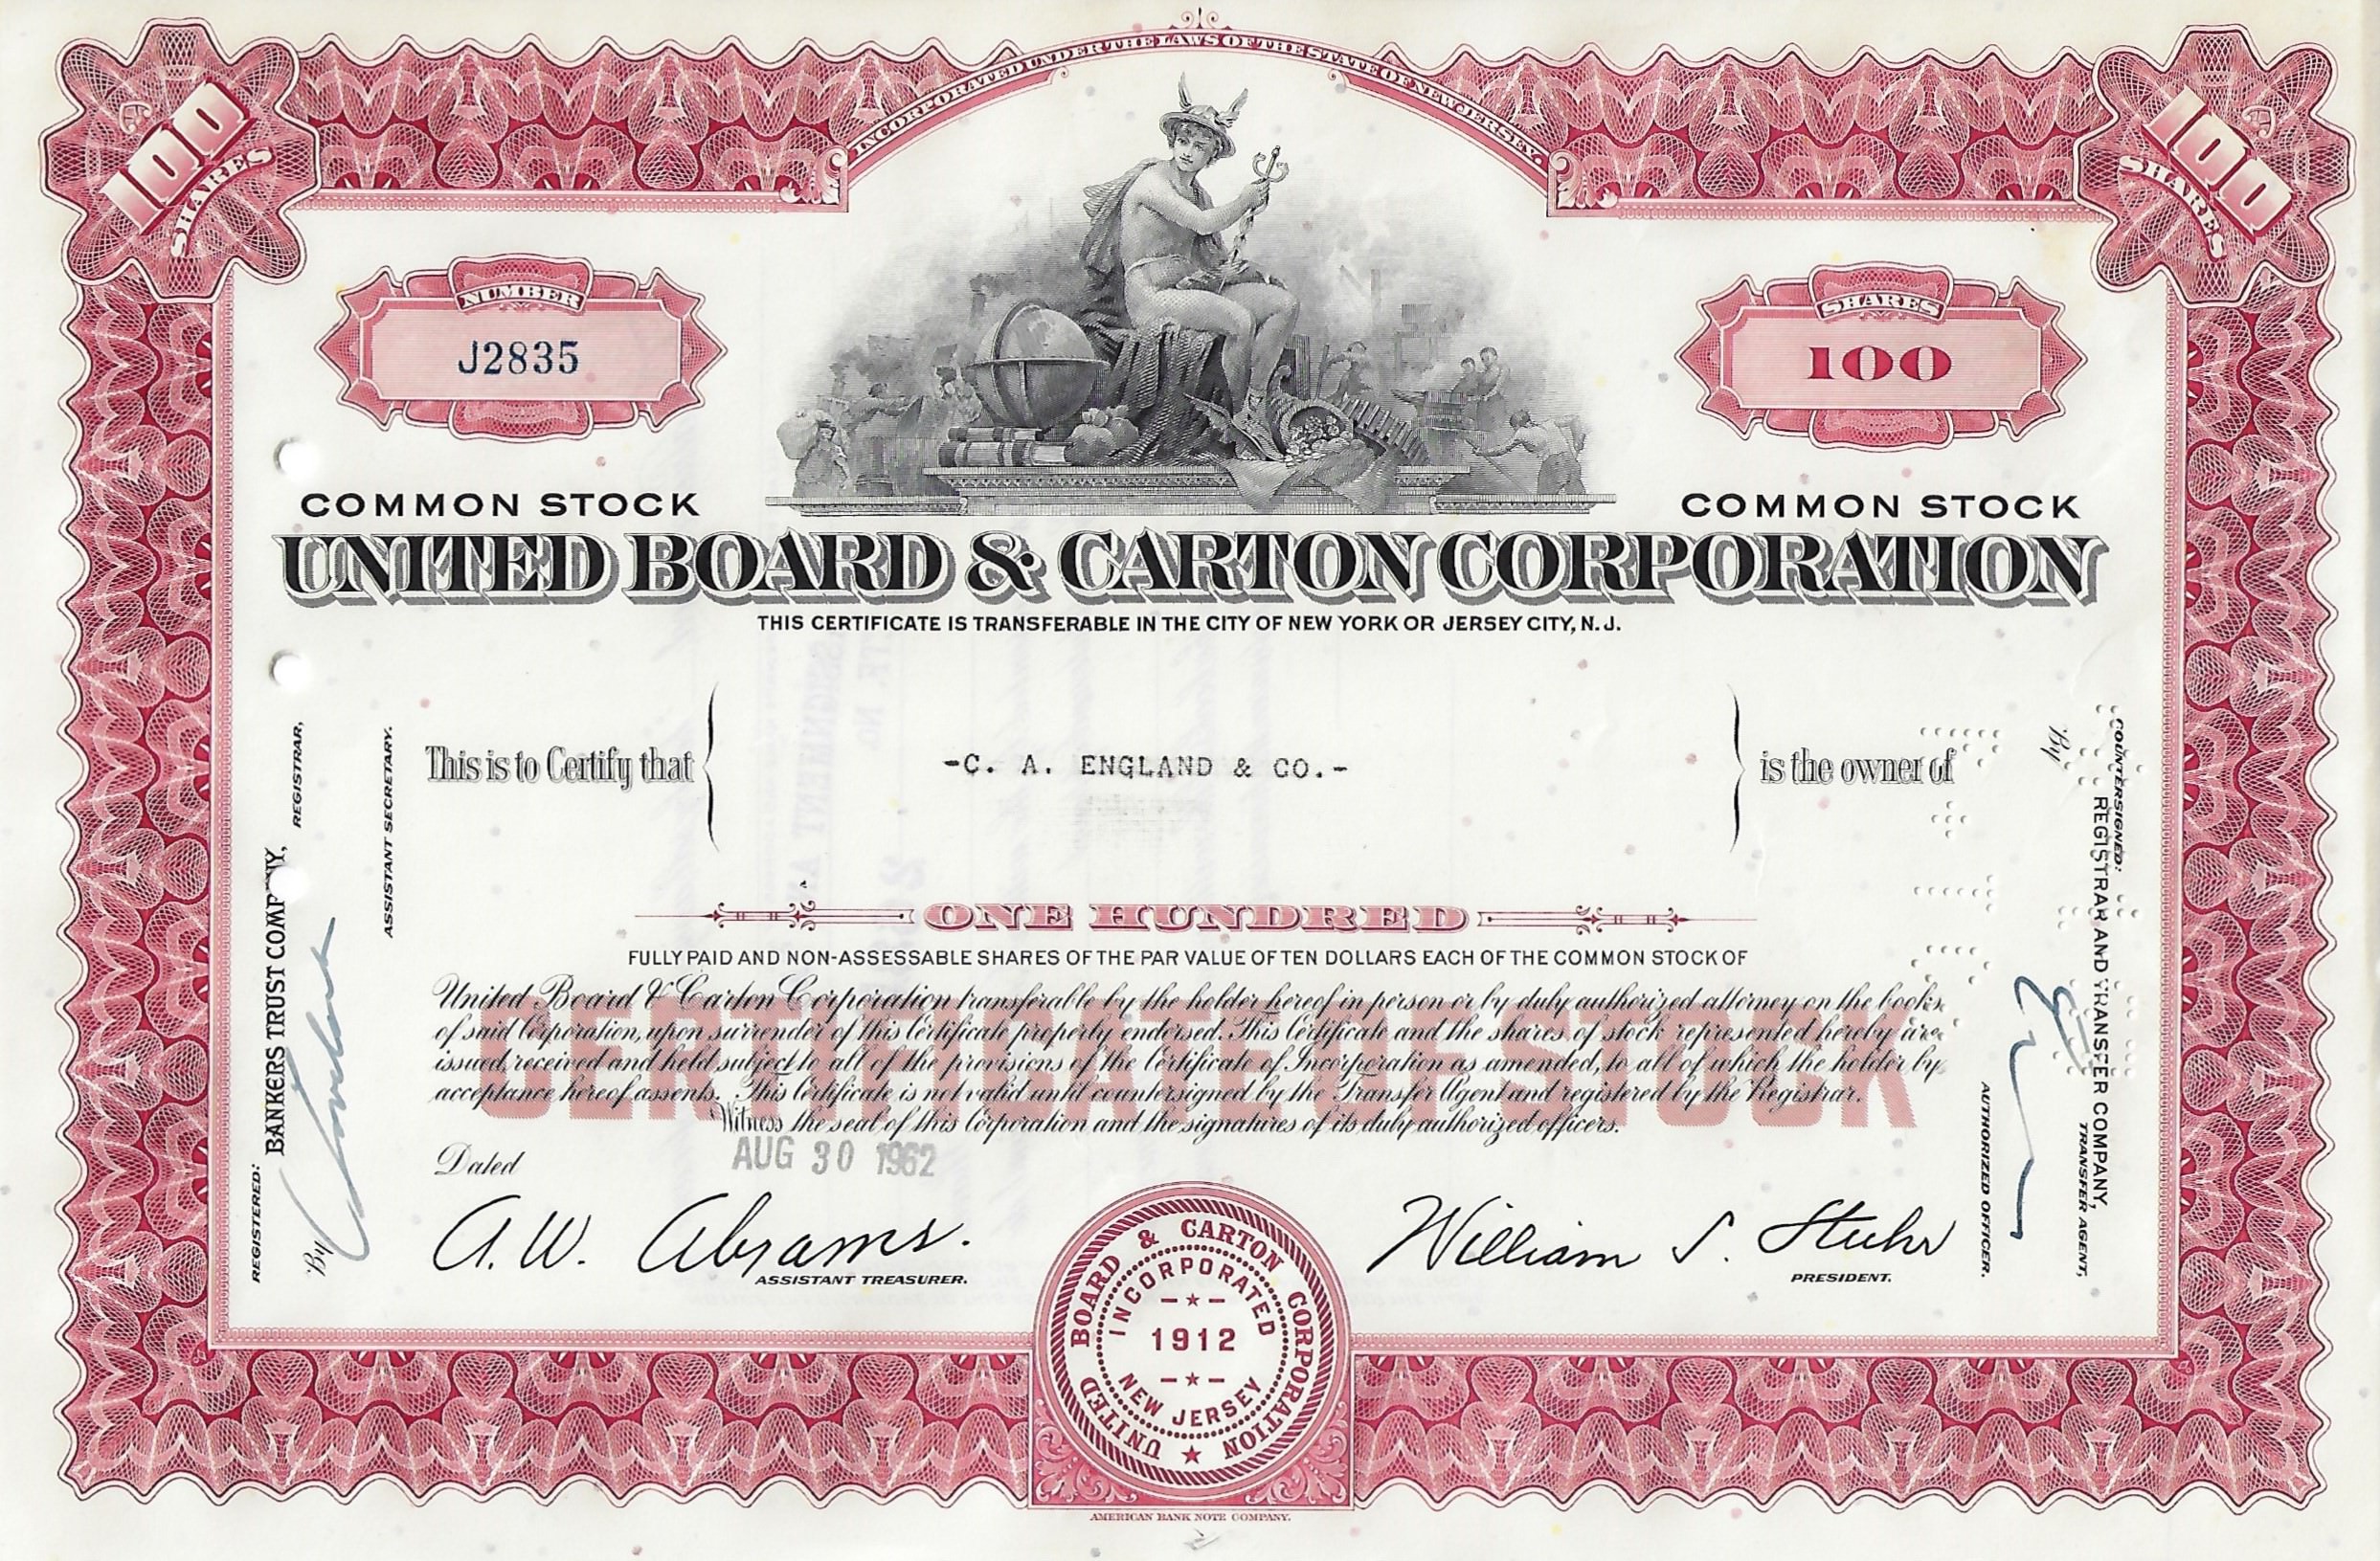 INCORPORATED UNDER THE LAWS OF THE STATE OF NEW JERSEY.
100
SHARES
100
SHARES
NUMBER
J2835
SHARES
100
COMMON STOCK
COMMON STOCK
UNITED BOARD & CARTON CORPORATION
THIS CERTIFICATE IS TRANSFERABLE IN THE CITY OF NEW YORK OR JERSEY CITY, N.J.
This is to Certify that
-C. A. ENGLAND & CO.-
is the owner of
ONE HUNDRED
FULLY PAID AND NON-ASSESSABLE SHARES OF THE PAR VALUE OF TEN DOLLARS EACH OF THE COMMON STOCK OF
United Board & Carton Corporation transferable by the holder hereof in person or by duly authorized attorney on the books
of said Corporation, upon surrender of this Certificate properly endorsed. This Certificate and the shares of stock represented hereby are
issued, received and held subject to all of the provisions of the Certificate of Incorporation as amended, to all of which the holder by
acceptance hereof assents. This Certificate is not valid until countersigned by the Transfer Agent and registered by the Registrar.
Witness the seal of this Corporation and the signatures of its duly authorized officers.
CERTIFICATE OF STOCK
Dated
AUG 30 1962
A. W. Abrams.
ASSISTANT TREASURER.
William S. Stuhr
PRESIDENT.
UNITED BOARD & CARTON CORPORATION
INCORPORATED
1912
NEW JERSEY
REGISTERED:
BANKERS TRUST COMP Y,
REGISTRAR,
by
ASSISTANT SECRETARY.
COUNTERSIGNED:
REGISTRAR AND TRANSFER COMPANY,
TRANSFER AGENT,
By
AUTHORIZED OFFICER.
AMERICAN BANK NOTE COMPANY.